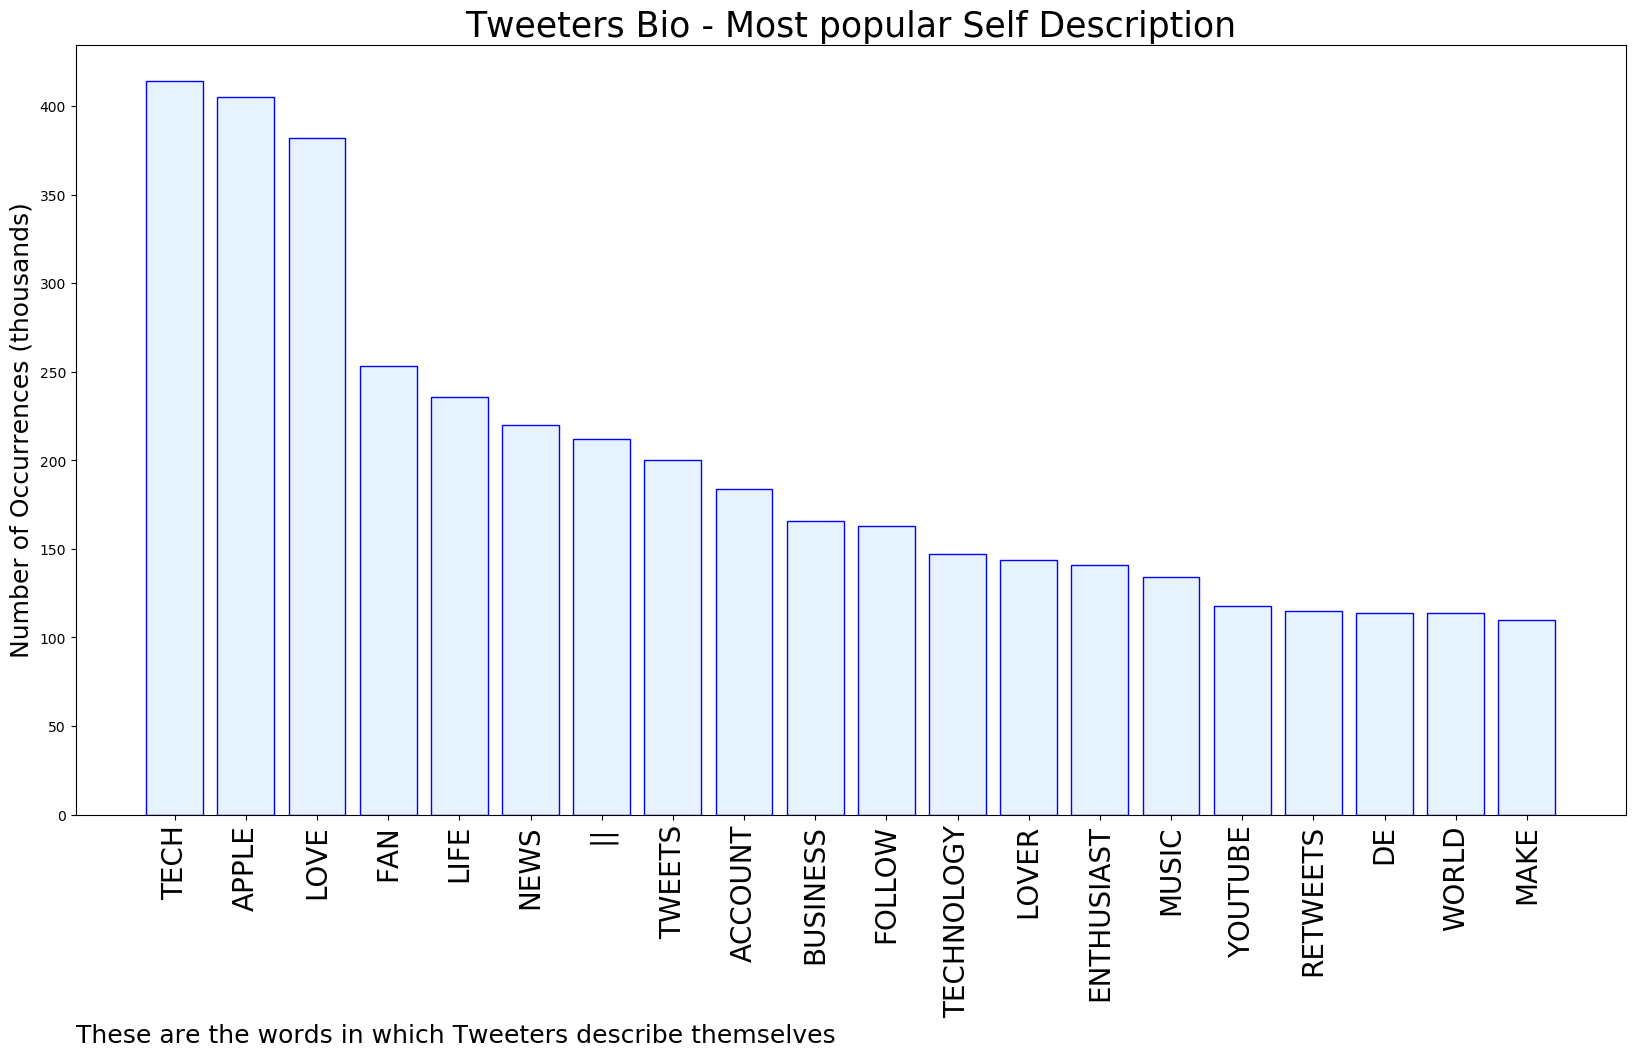 Tweeters Bio - Most popular Self Description
Number of Occurrences (thousands)
400
350
300
250
200
150
100
50
0
TECH
APPLE
LOVE
FAN
LIFE
NEWS
||
TWEETS
ACCOUNT
BUSINESS
FOLLOW
TECHNOLOGY
LOVER
ENTHUSIAST
MUSIC
YOUTUBE
RETWEETS
DE
WORLD
MAKE
These are the words in which Tweeters describe themselves